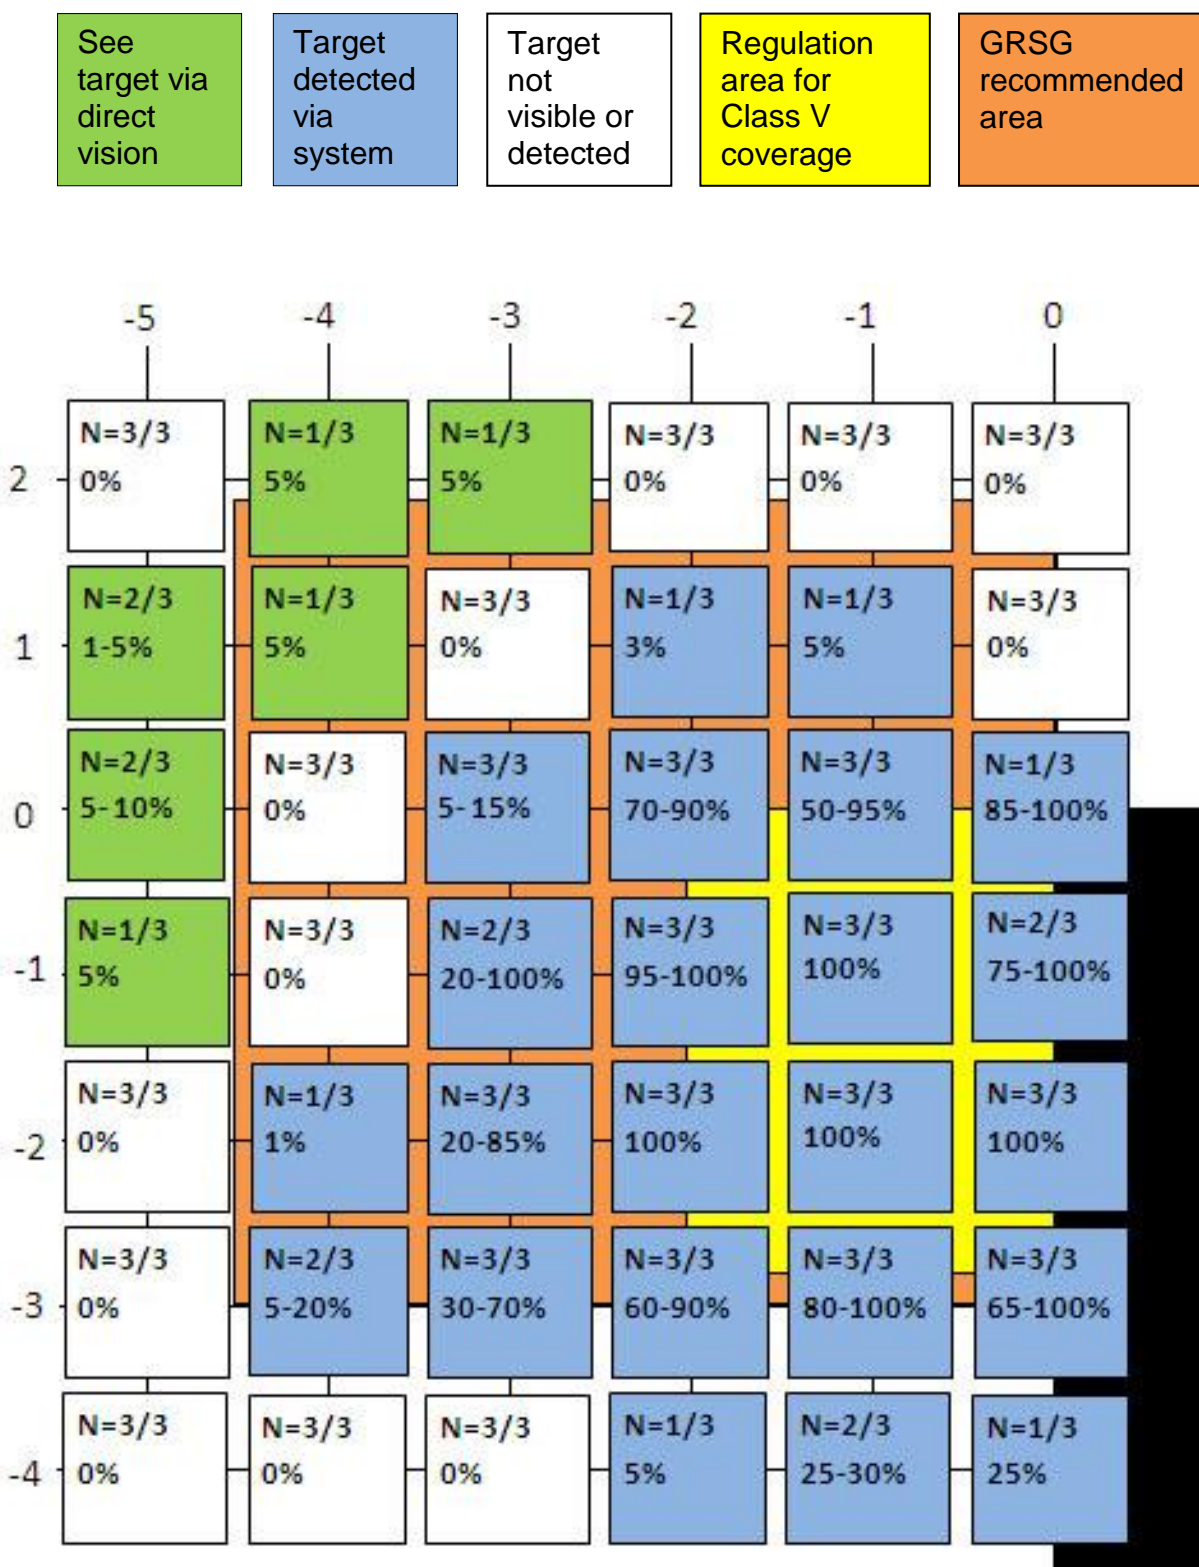 See
target via
direct
vision
Target
detected
via
system
Target
not
visible or
detected
Regulation
area for
Class V
coverage
GRSG
recommended
area
-5 -4 -3 -2 -1 0
2
N=3/3
0%
N=1/3
5%
N=1/3
5%
N=3/3
0%
N=3/3
0%
N=3/3
0%
1
N=2/3
1-5%
N=1/3
5%
N=3/3
0%
N=1/3
3%
N=1/3
5%
N=3/3
0%
0
N=2/3
5-10%
N=3/3
0%
N=3/3
5-15%
N=3/3
70-90%
N=3/3
50-95%
N=1/3
85-100%
-1
N=1/3
5%
N=3/3
0%
N=2/3
20-100%
N=3/3
95-100%
N=3/3
100%
N=2/3
75-100%
-2
N=3/3
0%
N=1/3
1%
N=3/3
20-85%
N=3/3
100%
N=3/3
100%
N=3/3
100%
-3
N=3/3
0%
N=2/3
5-20%
N=3/3
30-70%
N=3/3
60-90%
N=3/3
80-100%
N=3/3
65-100%
-4
N=3/3
0%
N=3/3
0%
N=3/3
0%
N=1/3
5%
N=2/3
25-30%
N=1/3
25%